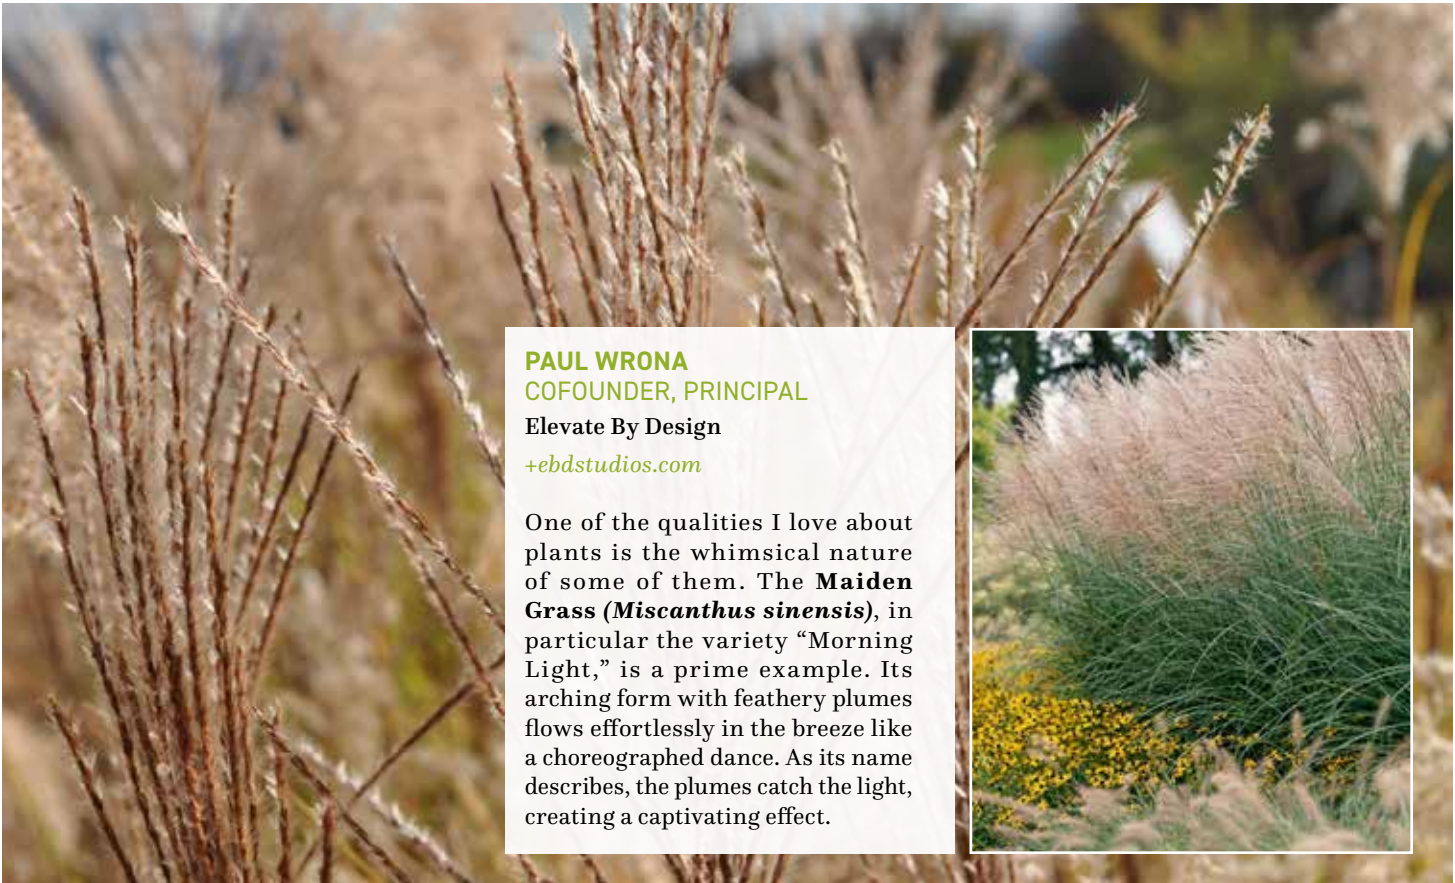 PAUL WRONA
COFOUNDER, PRINCIPAL
Elevate By Design
+ebdstudios.com
One of the qualities I love about
plants is the whimsical nature
of some of them. The Maiden
Grass (Miscanthus sinensis), in
particular the variety “Morning
Light,” is a prime example. Its
arching form with feathery plumes
flows effortlessly in the breeze like
a choreographed dance. As its name
describes, the plumes catch the light,
creating a captivating effect.